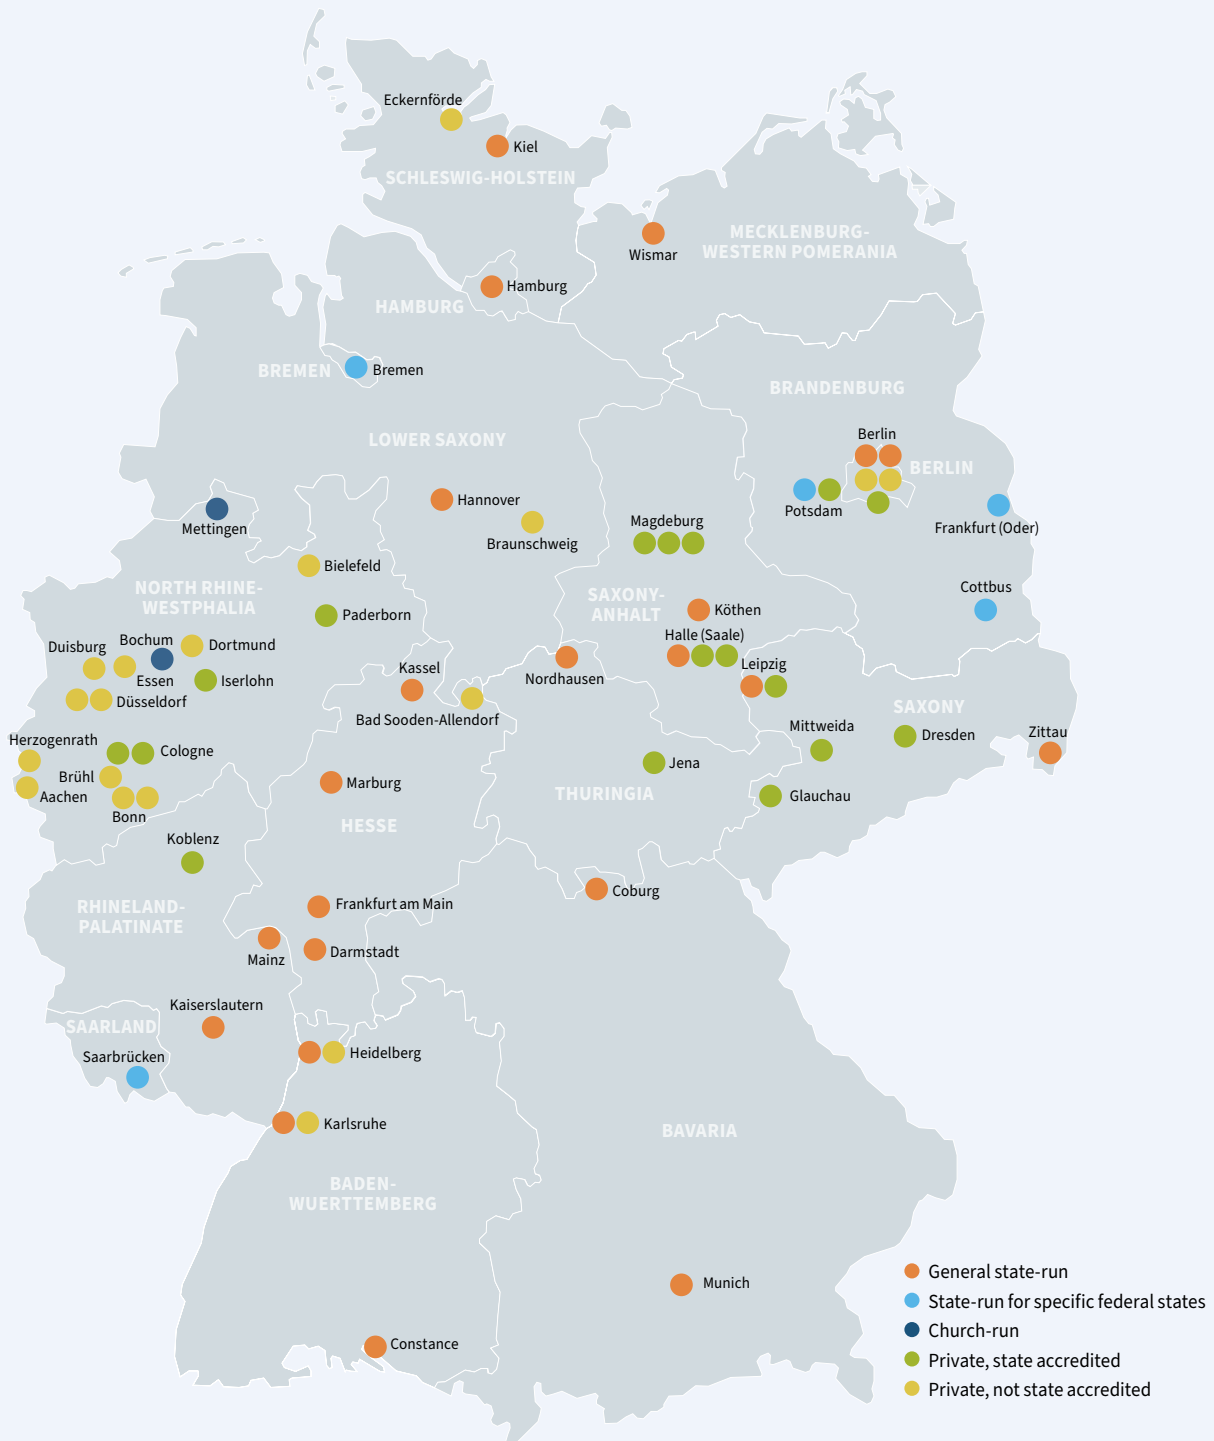 Eckernförde
Kiel
SCHLESWIG-HOLSTEIN
MECKLENBURG-
WESTERN POMERANIA
Wismar
Hamburg
HAMBURG
BREMEN
Bremen
BRANDENBURG
LOWER SAXONY
Berlin
BERLIN
Hannover
Potsdam
Mettingen
Magdeburg
Frankfurt (Oder)
Braunschweig
Bielefeld
NORTH RHINE-
WESTPHALIA
SAXONY-
ANHALT
Cottbus
Paderborn
Köthen
Halle (Saale)
Bochum
Duisburg
Dortmund
Essen
Iserlohn
Kassel
Nordhausen
Leipzig
Düsseldorf
SAXONY
Bad Sooden-Allendorf
Mittweida
Dresden
Zittau
Herzogenrath
Cologne
Jena
Brühl
Marburg
Aachen
THURINGIA
Glauchau
Bonn
HESSE
Koblenz
Coburg
RHINELAND-
PALATINATE
Frankfurt am Main
Mainz
Darmstadt
Kaiserslautern
SAARLAND
Saarbrücken
Heidelberg
Karlsruhe
BAVARIA
BADEN-
WUERTTEMBERG
Munich
Constance
General state-run
State-run for specific federal states
Church-run
Private, state accredited
Private, not state accredited